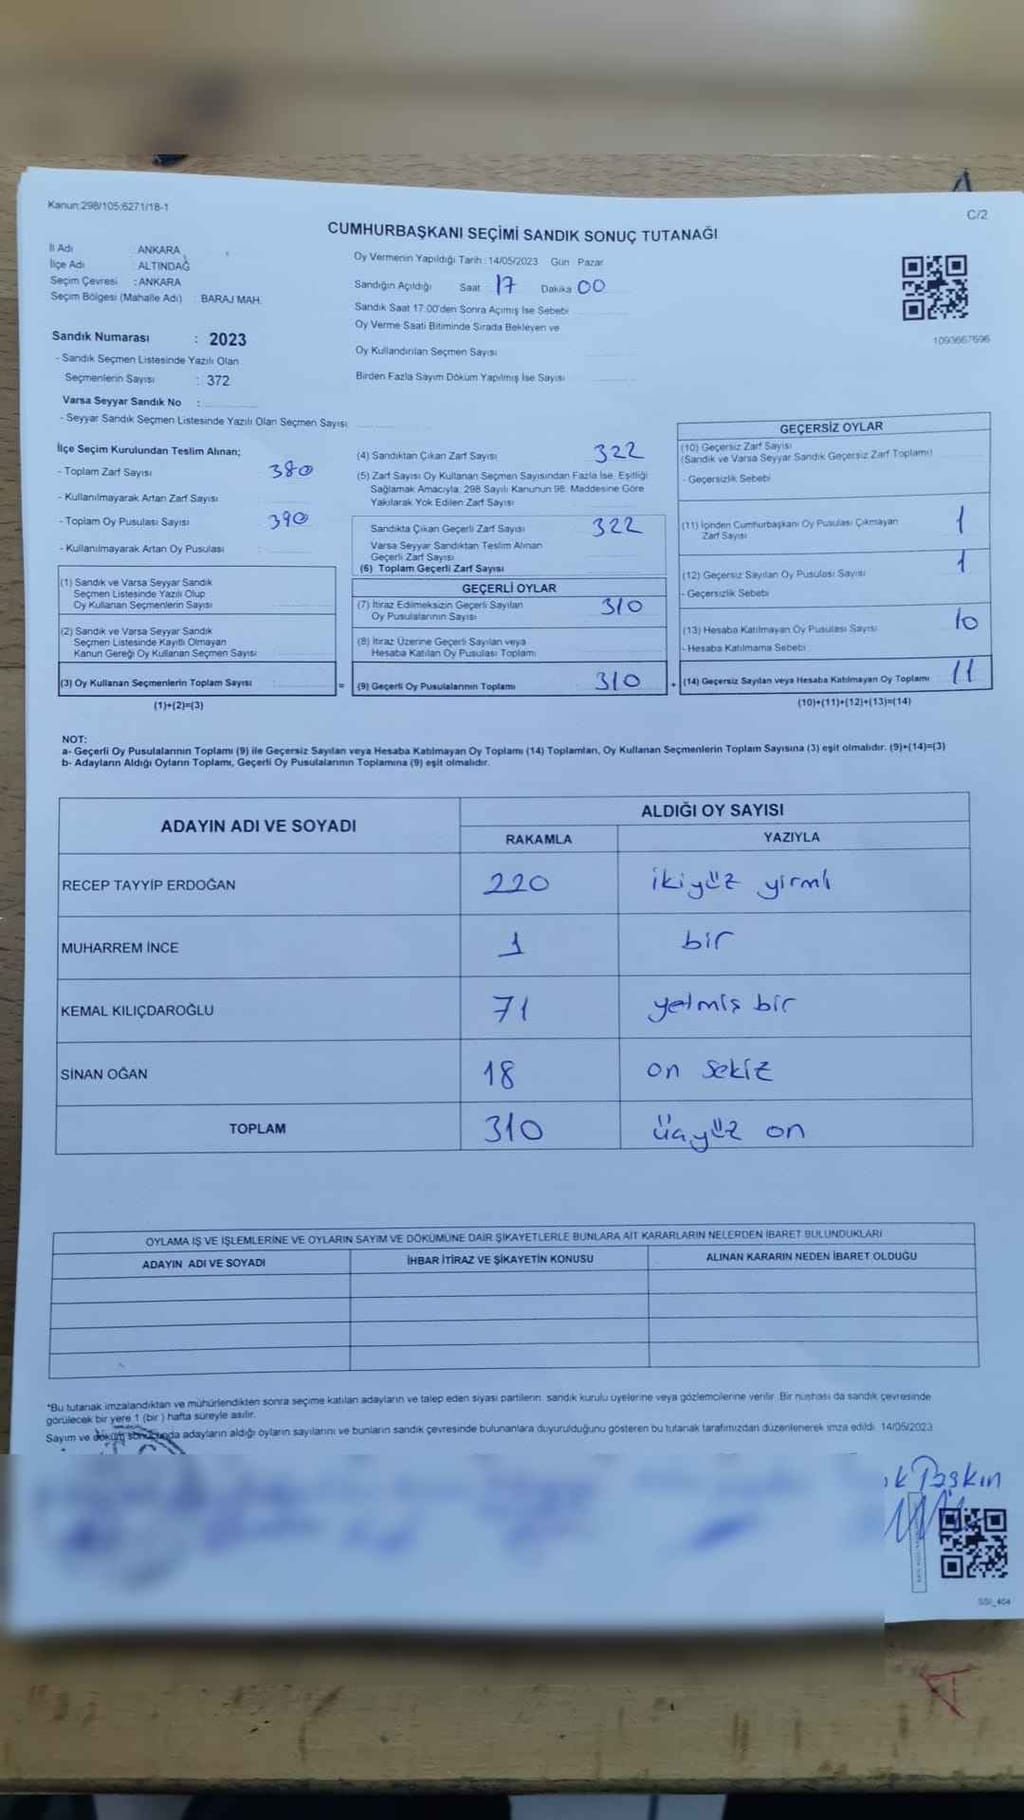 Kanun:298/105;6271/18-1
C/2
CUMHURBAŞKANI SEÇİMİ SANDIK SONUÇ TUTANAĞI
İl Adı : ANKARA
İlçe Adı : ALTINDAĞ
Seçim Çevresi : ANKARA
Seçim Bölgesi (Mahalle Adı) : BARAJ MAH.
Sandık Numarası : 2023
- Sandık Seçmen Listesinde Yazılı Olan
Seçmenlerin Sayısı : 372
Varsa Seyyar Sandık No :
- Seyyar Sandık Seçmen Listesinde Yazılı Olan Seçmen Sayısı
Oy Vermenin Yapıldığı Tarih : 14/05/2023 Gün Pazar
Sandığın Açıldığı Saat 17 Dakika 00
Sandık Saat 17:00'den Sonra Açılmış İse Sebebi
Oy Verme Saati Bitiminde Sırada Bekleyen ve
Oy Kullandırılan Seçmen Sayısı
Birden Fazla Sayım Döküm Yapılmış İse Sayısı
1093667696
İlçe Seçim Kurulundan Teslim Alınan;
- Toplam Zarf Sayısı 380
- Kullanılmayarak Artan Zarf Sayısı
- Toplam Oy Pusulası Sayısı 390
- Kullanılmayarak Artan Oy Pusulası :
(1) Sandık ve Varsa Seyyar Sandık
Seçmen Listesinde Yazılı Olup
Oy Kullanan Seçmenlerin Sayısı
(2) Sandık ve Varsa Seyyar Sandık
Seçmen Listesinde Kayıtlı Olmayan
Kanun Gereği Oy Kullanan Seçmen Sayısı
(3) Oy Kullanan Seçmenlerin Toplam Sayısı
(1)+(2)=(3)
(4) Sandıktan Çıkan Zarf Sayısı 322
(5) Zarf Sayısı Oy Kullanan Seçmen Sayısından Fazla İse, Eşitliği
Sağlamak Amacıyla, 298 Sayılı Kanunun 98. Maddesine Göre
Yakılarak Yok Edilen Zarf Sayısı
Sandıkta Çıkan Geçerli Zarf Sayısı 322
Varsa Seyyar Sandıktan Teslim Alınan
Geçerli Zarf Sayısı
(6) Toplam Geçerli Zarf Sayısı
GEÇERLİ OYLAR
(7) İtiraz Edilmeksizin Geçerli Sayılan
Oy Pusulalarının Sayısı 310
(8) İtiraz Üzerine Geçerli Sayılan veya
Hesaba Katılan Oy Pusulası Toplamı
=
(9) Geçerli Oy Pusulalarının Toplamı 310
GEÇERSİZ OYLAR
(10) Geçersiz Zarf Sayısı
(Sandık ve Varsa Seyyar Sandık Geçersiz Zarf Toplamı)
- Geçersizlik Sebebi
(11) İçinden Cumhurbaşkanı Oy Pusulası Çıkmayan
Zarf Sayısı 1
(12) Geçersiz Sayılan Oy Pusulası Sayısı 1
- Geçersizlik Sebebi
(13) Hesaba Katılmayan Oy Pusulası Sayısı 10
- Hesaba Katılmama Sebebi
+
(14) Geçersiz Sayılan veya Hesaba Katılmayan Oy Toplamı 11
(10)+(11)+(12)+(13)=(14)
NOT:
a- Geçerli Oy Pusulalarının Toplamı (9) ile Geçersiz Sayılan veya Hesaba Katılmayan Oy Toplamı (14) Toplamları, Oy Kullanan Seçmenlerin Toplam Sayısına (3) eşit olmalıdır. (9)+(14)=(3)
b- Adayların Aldığı Oyların Toplamı, Geçerli Oy Pusulalarının Toplamına (9) eşit olmalıdır.
ADAYIN ADI VE SOYADI
ALDIĞI OY SAYISI
RAKAMLA YAZIYLA
RECEP TAYYİP ERDOĞAN 220 ikiyüz yirmi
MUHARREM İNCE 1 bir
KEMAL KILIÇDAROĞLU 71 yetmiş bir
SİNAN OĞAN 18 on sekiz
TOPLAM 310 üçyüz on
OYLAMA İŞ VE İŞLEMLERİNE VE OYLARIN SAYIM VE DÖKÜMÜNE DAİR ŞİKAYETLERLE BUNLARA AİT KARARLARIN NELERDEN İBARET BULUNDUKLARI
ADAYIN ADI VE SOYADI İHBAR İTİRAZ VE ŞİKAYETİN KONUSU ALINAN KARARIN NEDEN İBARET OLDUĞU
*Bu tutanak imzalandıktan ve mühürlendikten sonra seçime katılan adayların ve talep eden siyasi partilerin, sandık kurulu üyelerine veya gözlemcilerine verilir. Bir nüshası da sandık çevresinde
görülecek bir yere 1 (bir) hafta süreyle asılır.
Sayım ve döküm sonucunda adayların aldığı oyların sayılarını ve bunların sandık çevresinde bulunanlara duyurulduğunu gösteren bu tutanak tarafımızdan düzenlenerek imza edildi. 14/05/2023
k Taşkın
SSI_404